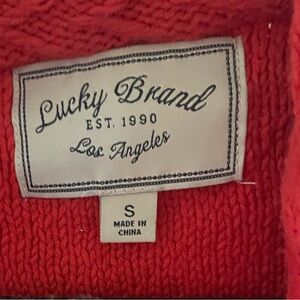 Lucky Brand
EST. 1990
Los Angeles
S
MADE IN
CHINA